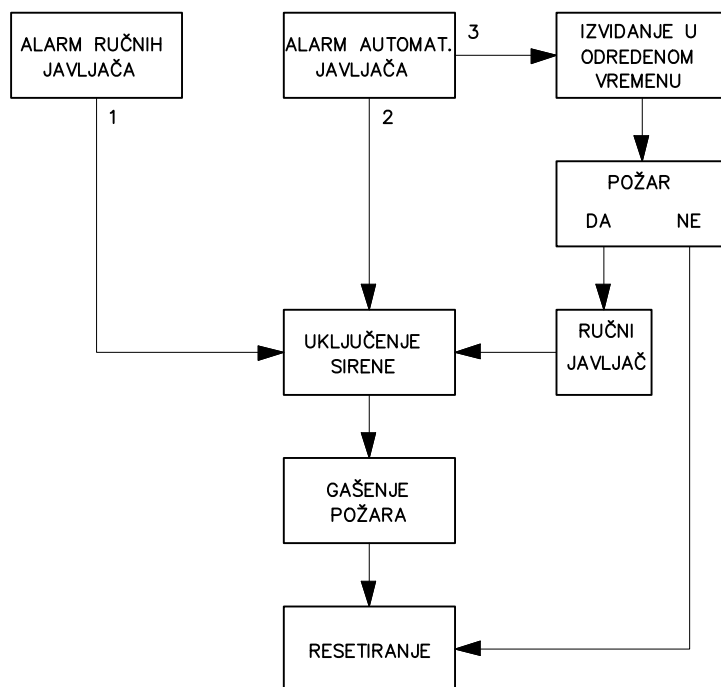 ALARM RUČNIH
JAVLJAČA
1
ALARM AUTOMAT.
JAVLJAČA
2
3
IZVIDANJE U
ODREDENOM
VREMENU
POŽAR
DA NE
RUČNI
JAVLJAČ
UKLJUČENJE
SIRENE
GAŠENJE
POŽARA
RESETIRANJE